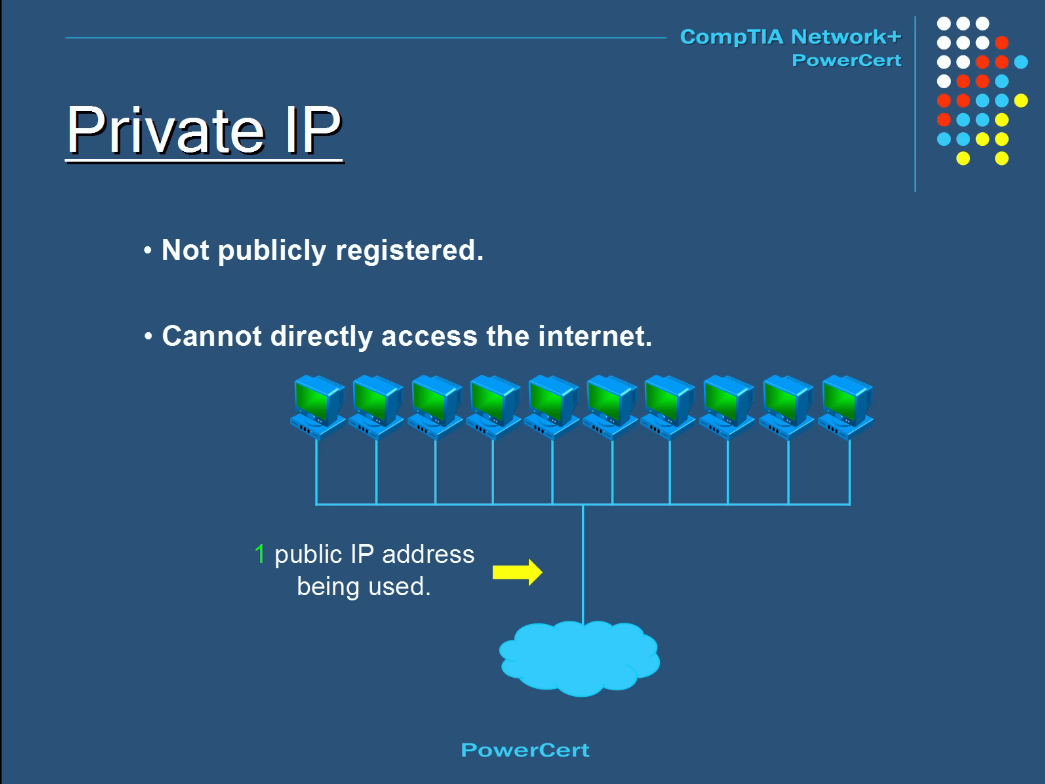 CompTIA Network+
PowerCert
Private IP
• Not publicly registered.
• Cannot directly access the internet.
1 public IP address
being used.
PowerCert